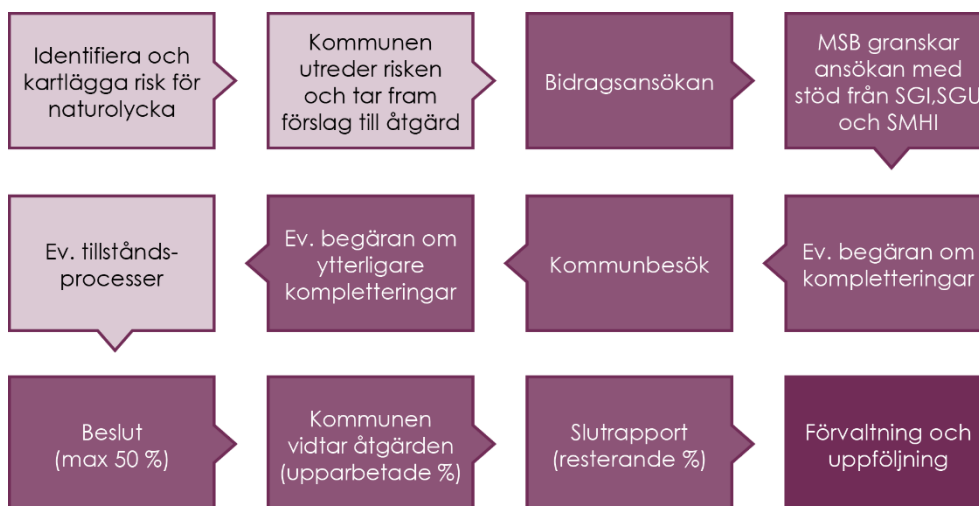 Identifiera och
kartlägga risk för
naturolycka
Kommunen
utreder risken
och tar fram
förslag till åtgärd
Bidragsansökan
MSB granskar
ansökan med
stöd från SGI,SGU
och SMHI
Ev. begäran om
kompletteringar
Kommunbesök
Ev. begäran om
ytterligare
kompletteringar
Ev. tillstånds-
processer
Beslut
(max 50 %)
Kommunen
vidtar åtgärden
(upparbetade %)
Slutrapport
(resterande %)
Förvaltning och
uppföljning